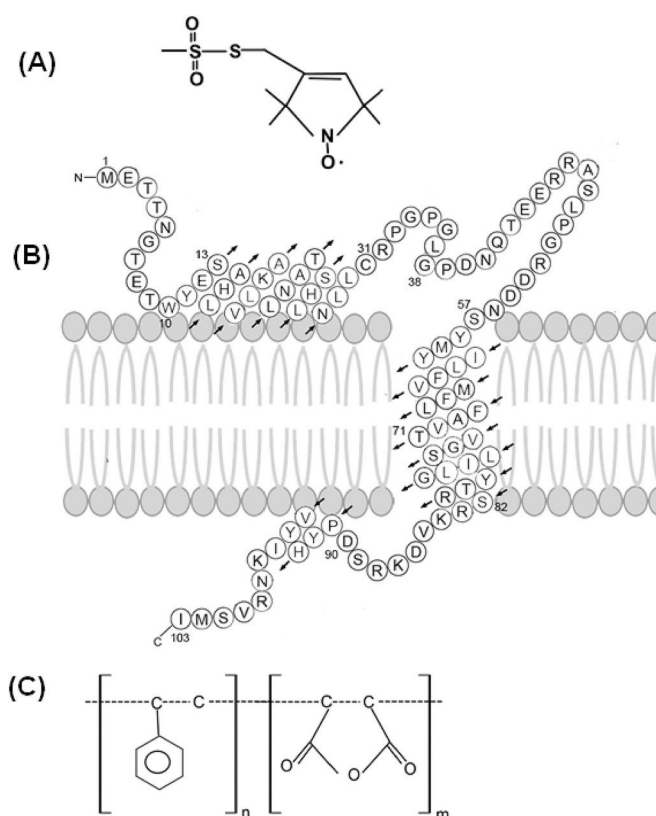 (A)
O
S S
O
N
O·
(B)
N M E T T N G T E T W Y E S
1
10
13
H A K A A T
L V L L N L H S N L L C R P G P G L G P D N Q T E E R R A S L P G R D D N S
31
38
57
Y M Y
V F L I
L F M
71 T V A F
S G V
G L I L
R T Y
V K R S
82
D K R S D P
90
H Y V
K I Y
N R V S M I
103
C
(C)
C C C C
O O O
n m